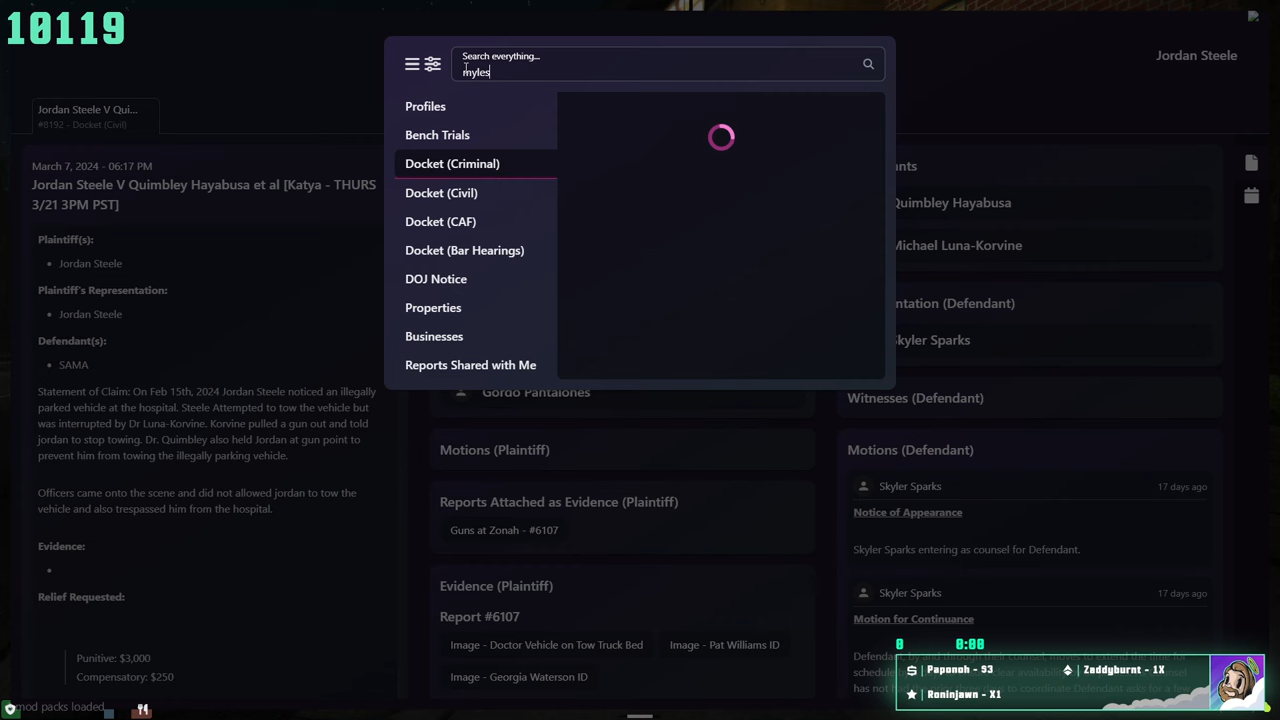 10119
Search everything...
myles
Jordan Steele
Jordan Steele V Qui...
#8192 - Docket (Civil)
Profiles
Bench Trials
Docket (Criminal)
Docket (Civil)
Docket (CAF)
Docket (Bar Hearings)
DOJ Notice
Properties
Businesses
Reports Shared with Me
March 7, 2024 - 06:17 PM
Jordan Steele V Quimbley Hayabusa et al [Katya - THURS
3/21 3PM PST]
Plaintiff(s):
Jordan Steele
Plaintiff's Representation:
Jordan Steele
Defendant(s):
SAMA
Statement of Claim: On Feb 15th, 2024 Jordan Steele noticed an illegally
parked vehicle at the hospital. Steele Attempted to tow the vehicle but
was interrupted by Dr Luna-Korvine. Korvine pulled a gun out and told
jordan to stop towing. Dr. Quimbley also held Jordan at gun point to
prevent him from towing the illegally parking vehicle.
Officers came onto the scene and did not allowed jordan to tow the
vehicle and also trespassed him from the hospital.
Evidence:
Relief Requested:
Punitive: $3,000
Compensatory: $250
mod packs loaded
Gordo Pantalones
Motions (Plaintiff)
Reports Attached as Evidence (Plaintiff)
Guns at Zonah - #6107
Evidence (Plaintiff)
Report #6107
Image - Doctor Vehicle on Tow Truck Bed
Image - Pat Williams ID
Image - Georgia Waterson ID
ants
Quimbley Hayabusa
Michael Luna-Korvine
ntation (Defendant)
Skyler Sparks
Witnesses (Defendant)
Motions (Defendant)
Skyler Sparks
17 days ago
Notice of Appearance
Skyler Sparks entering as counsel for Defendant.
Skyler Sparks
17 days ago
Motion for Continuance
0 0:00
Paponoh - 53
Zaddyburnt - 1X
Roninjawn - X1